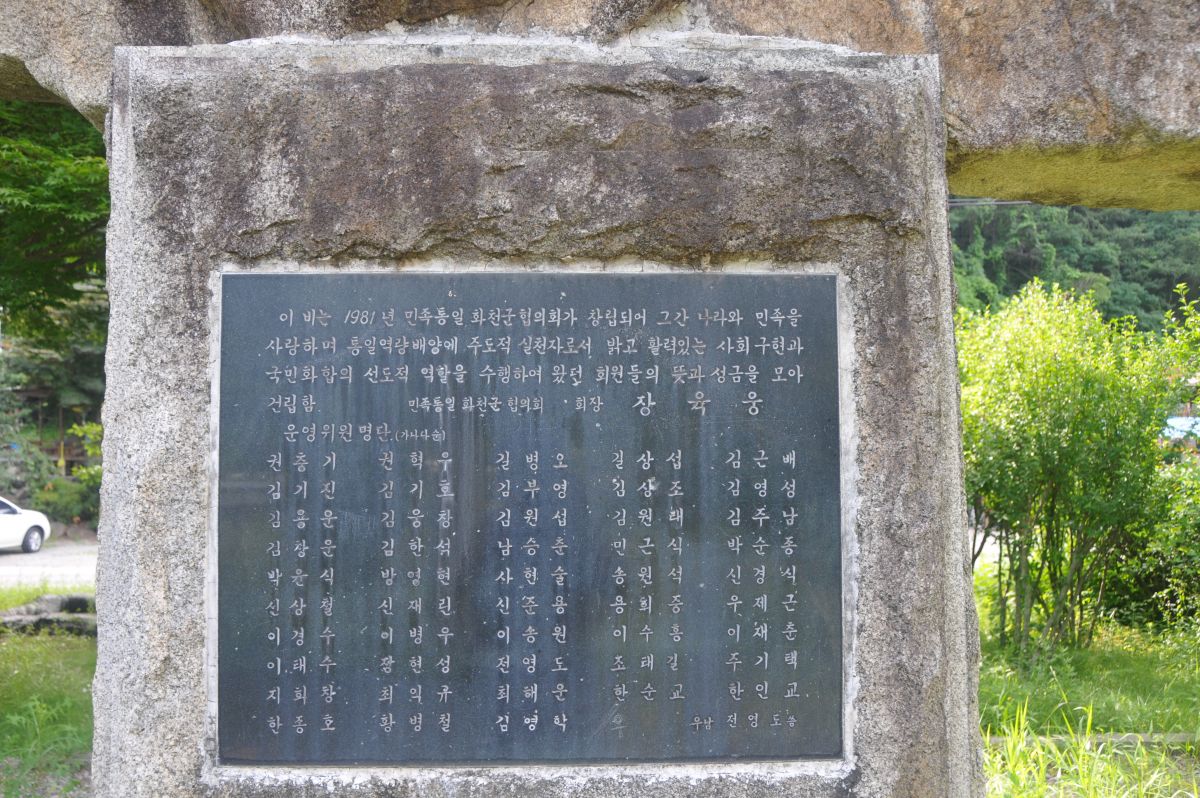 이 비는 1981년 민족통일 화천군협의회가 창립되어 그간 나라와 민족을
사랑하며 통일역량배양에 주도적 실천자로서 밝고 활력있는 사회구현과
국민화합의 선도적 역할을 수행하여 왔던 회원들의 뜻과 성금을 모아
건립함. 민족통일 화천군 협의회 회장 장육웅
운영위원명단.(가나다순)
권총기 권혁우 길병오 길상섭 김근배
김기진 김기호 김부영 김상조 김영성
김용운 김웅창 김원섭 김원태 김주남
김창운 김한석 남승춘 민근식 박순종
박윤식 방영현 사현술 송원석 신경식
신상철 신재린 신준용 용희중 우제근
이경수 이병우 이송원 이수흥 이재춘
이태수 장현성 전영도 조태길 주기택
지희창 최익규 최해운 한순교 한인교
한종호 황병철 김영학 우남 전영도씀